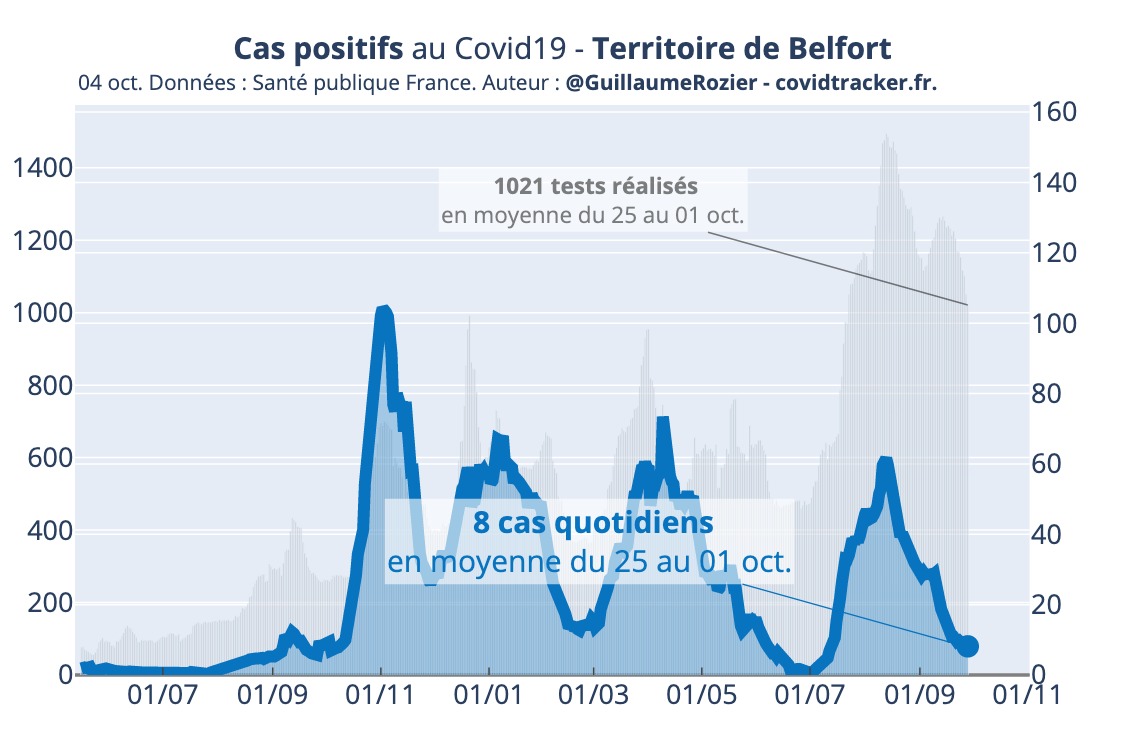 Cas positifs au Covid19 - Territoire de Belfort
04 oct. Données : Santé publique France. Auteur : @GuillaumeRozier - covidtracker.fr.
160
1400
140
1021 tests réalisés
en moyenne du 25 au 01 oct.
1200
120
1000
100
800
80
600
60
8 cas quotidiens
400
40
en moyenne du 25 au 01 oct.
200
20
0
0
01/07 01/09 01/11 01/01 01/03 01/05 01/07 01/09 01/11